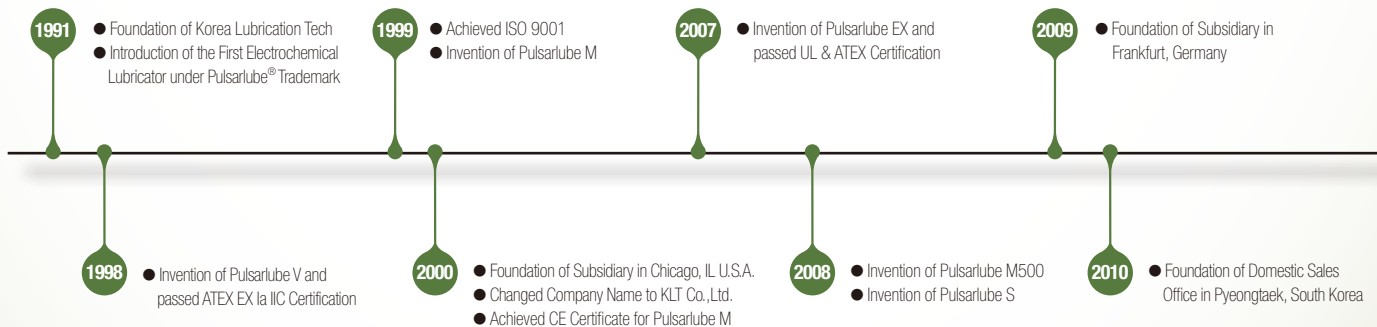 1991
● Foundation of Korea Lubrication Tech
● Introduction of the First Electrochemical
Lubricator under Pulsarlube® Trademark
1998
● Invention of Pulsarlube V and
passed ATEX EX Ia IIC Certification
1999
● Achieved ISO 9001
● Invention of Pulsarlube M
2000
● Foundation of Subsidiary in Chicago, IL U.S.A.
● Changed Company Name to KLT Co.,Ltd.
● Achieved CE Certificate for Pulsarlube M
2007
● Invention of Pulsarlube EX and
passed UL & ATEX Certification
2008
● Invention of Pulsarlube M500
● Invention of Pulsarlube S
2009
● Foundation of Subsidiary in
Frankfurt, Germany
2010
● Foundation of Domestic Sales
Office in Pyeongtaek, South Korea